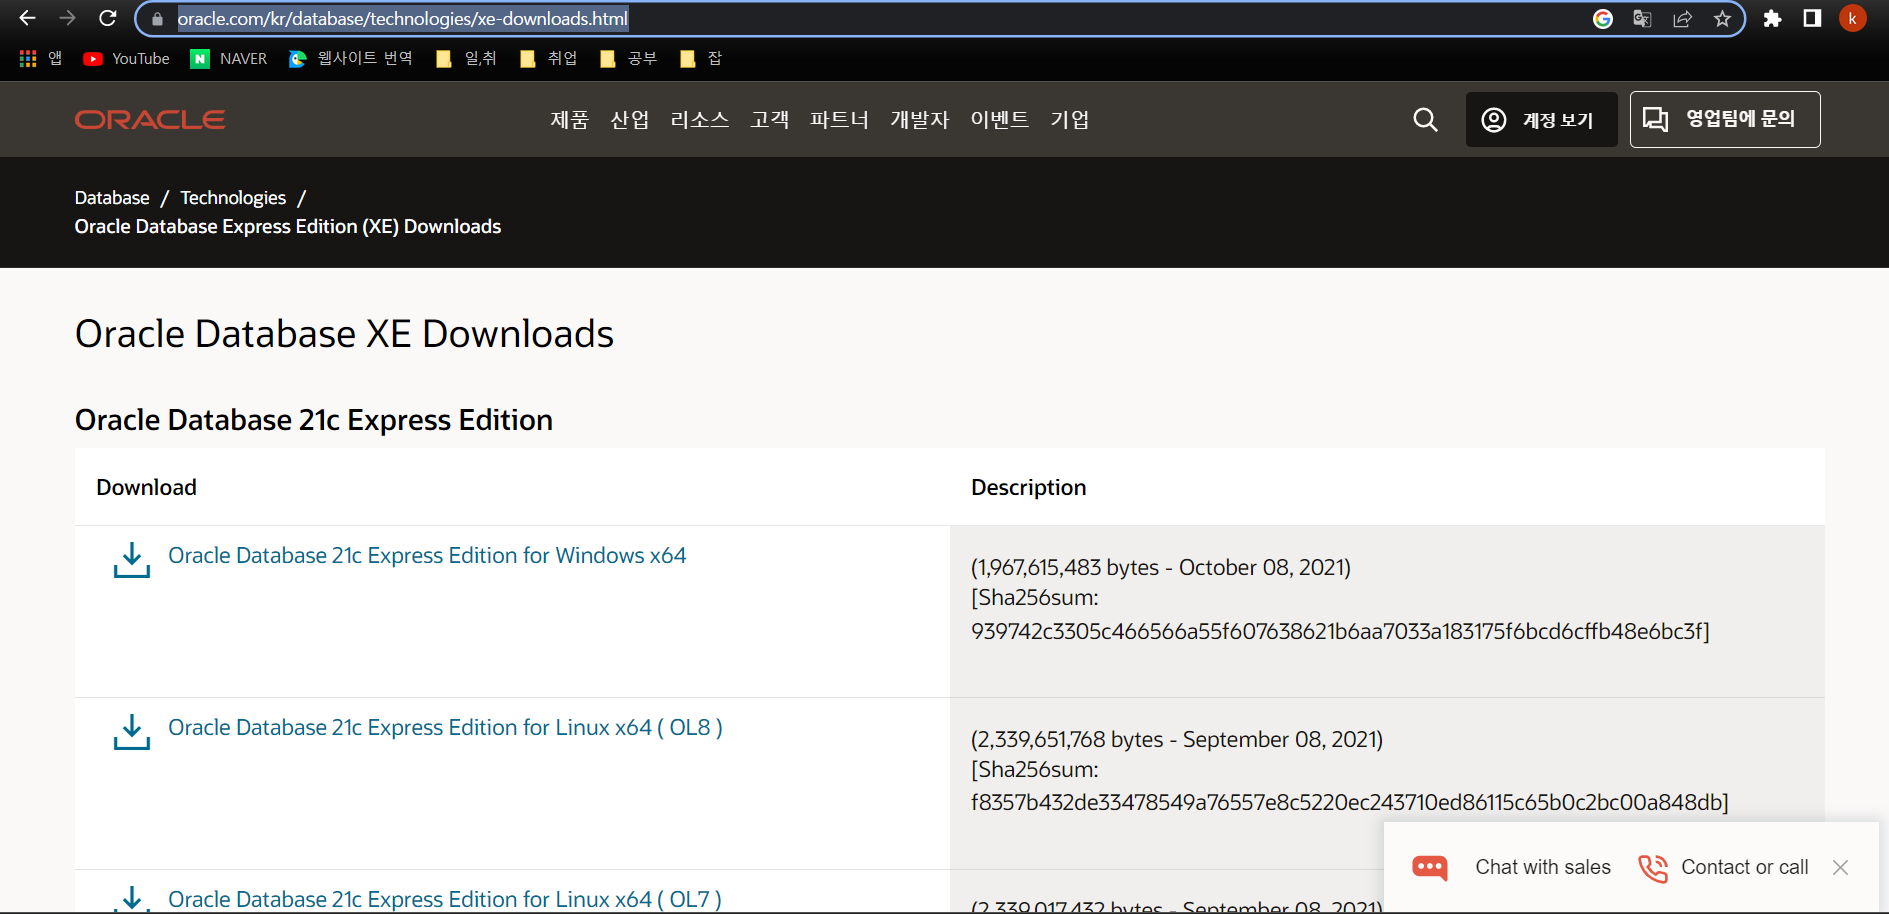 oracle.com/kr/database/technologies/xe-downloads.html
k
앱 YouTube NAVER 웹사이트 번역 일,취 취업 공부 잡
ORACLE 제품 산업 리소스 고객 파트너 개발자 이벤트 기업 계정 보기 영업팀에 문의
Database / Technologies /
Oracle Database Express Edition (XE) Downloads
Oracle Database XE Downloads
Oracle Database 21c Express Edition
Download Description
Oracle Database 21c Express Edition for Windows x64
(1,967,615,483 bytes - October 08, 2021)
[Sha256sum:
939742c3305c466566a55f607638621b6aa7033a183175f6bcd6cffb48e6bc3f]
Oracle Database 21c Express Edition for Linux x64 ( OL8 )
(2,339,651,768 bytes - September 08, 2021)
[Sha256sum:
f8357b432de33478549a76557e8c5220ec243710ed86115c65b0c2bc00a848db]
Oracle Database 21c Express Edition for Linux x64 ( OL7 )
(2,339,017,432 bytes - September 08, 2021)
Chat with sales Contact or call